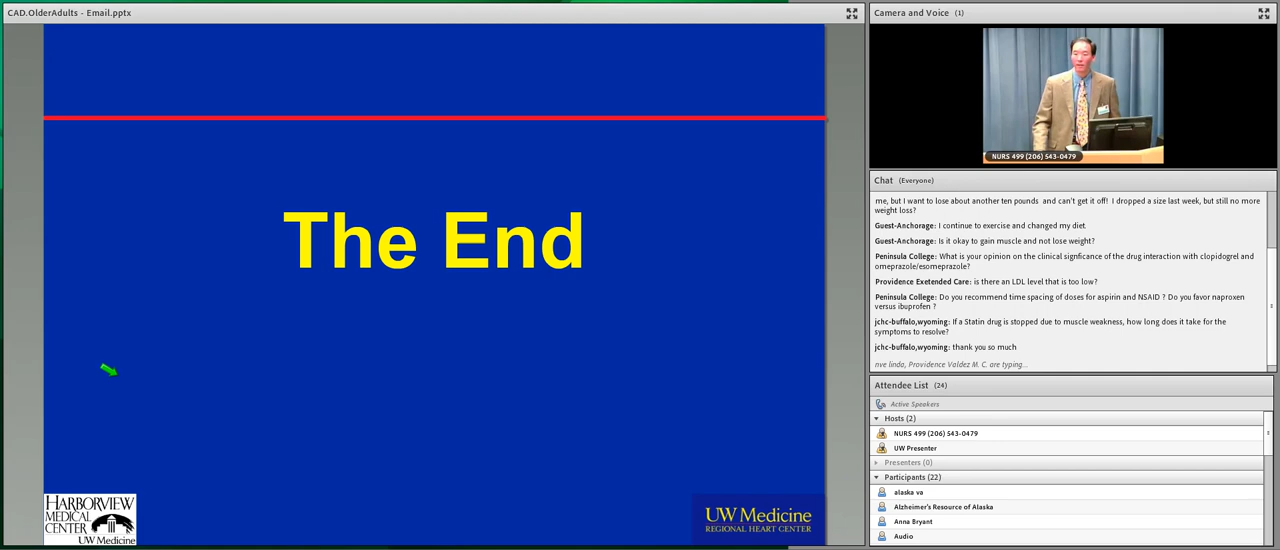 CAD.OlderAdults - Email.pptx
The End
HARBORVIEW
MEDICAL
CENTER
UW Medicine
UW Medicine
REGIONAL HEART CENTER
Camera and Voice (1)
NURS 499 (206) 543-0479
Chat (Everyone)
me, but I want to lose about another ten pounds and can't get it off! I dropped a size last week, but still no more
weight loss?
Guest-Anchorage: I continue to exercise and changed my diet.
Guest-Anchorage: Is it okay to gain muscle and not lose weight?
Peninsula College: What is your opinion on the clinical significance of the drug interaction with clopidogrel and
omeprazole/esomeprazole?
Providence Exetended Care: is there an LDL level that is too low?
Peninsula College: Do you recommend time spacing of doses for aspirin and NSAID ? Do you favor naproxen
versus ibuprofen ?
jchc-buffalo,wyoming: If a Statin drug is stopped due to muscle weakness, how long does it take for the
symptoms to resolve?
jchc-buffalo,wyoming: thank you so much
nve linda, Providence Valdez M. C. are typing...
Attendee List (24)
Active Speakers
Hosts (2)
NURS 499 (206) 543-0479
UW Presenter
Presenters (0)
Participants (22)
alaska va
Alzheimer's Resource of Alaska
Anna Bryant
Audio